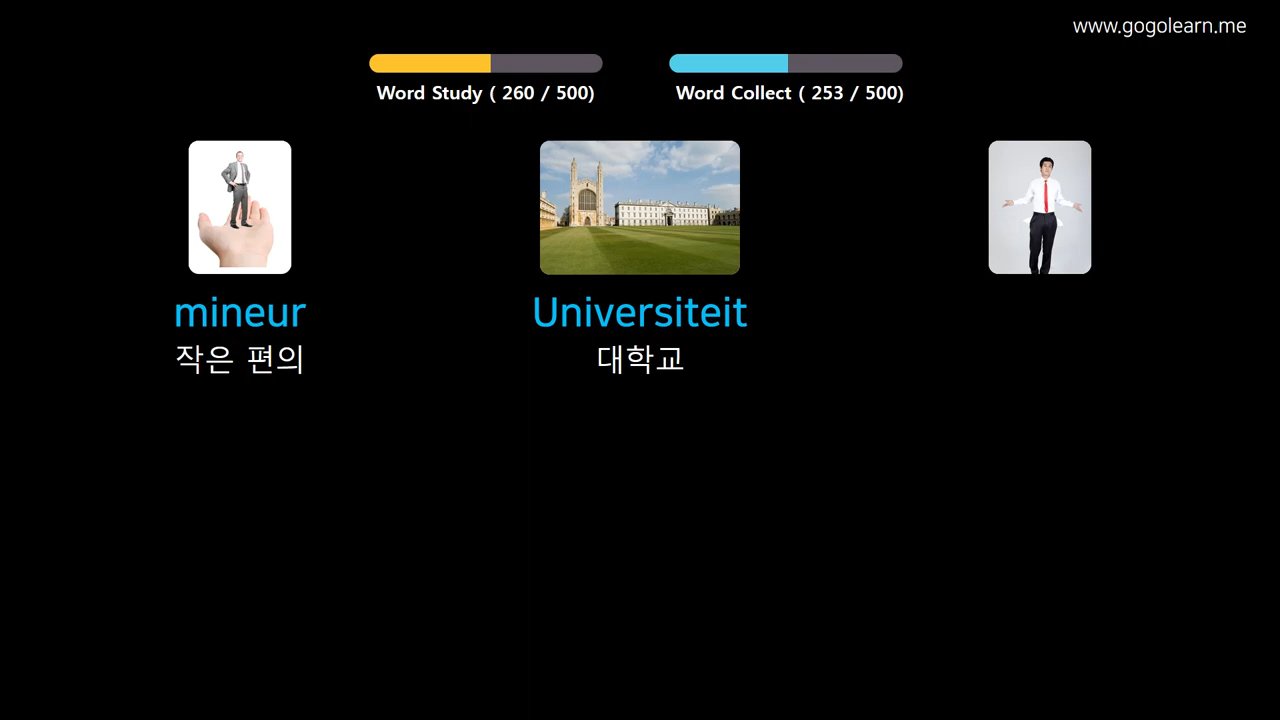 www.gogolearn.me
Word Study ( 260 / 500)
Word Collect ( 253 / 500)
mineur
작은 편의
Universiteit
대학교